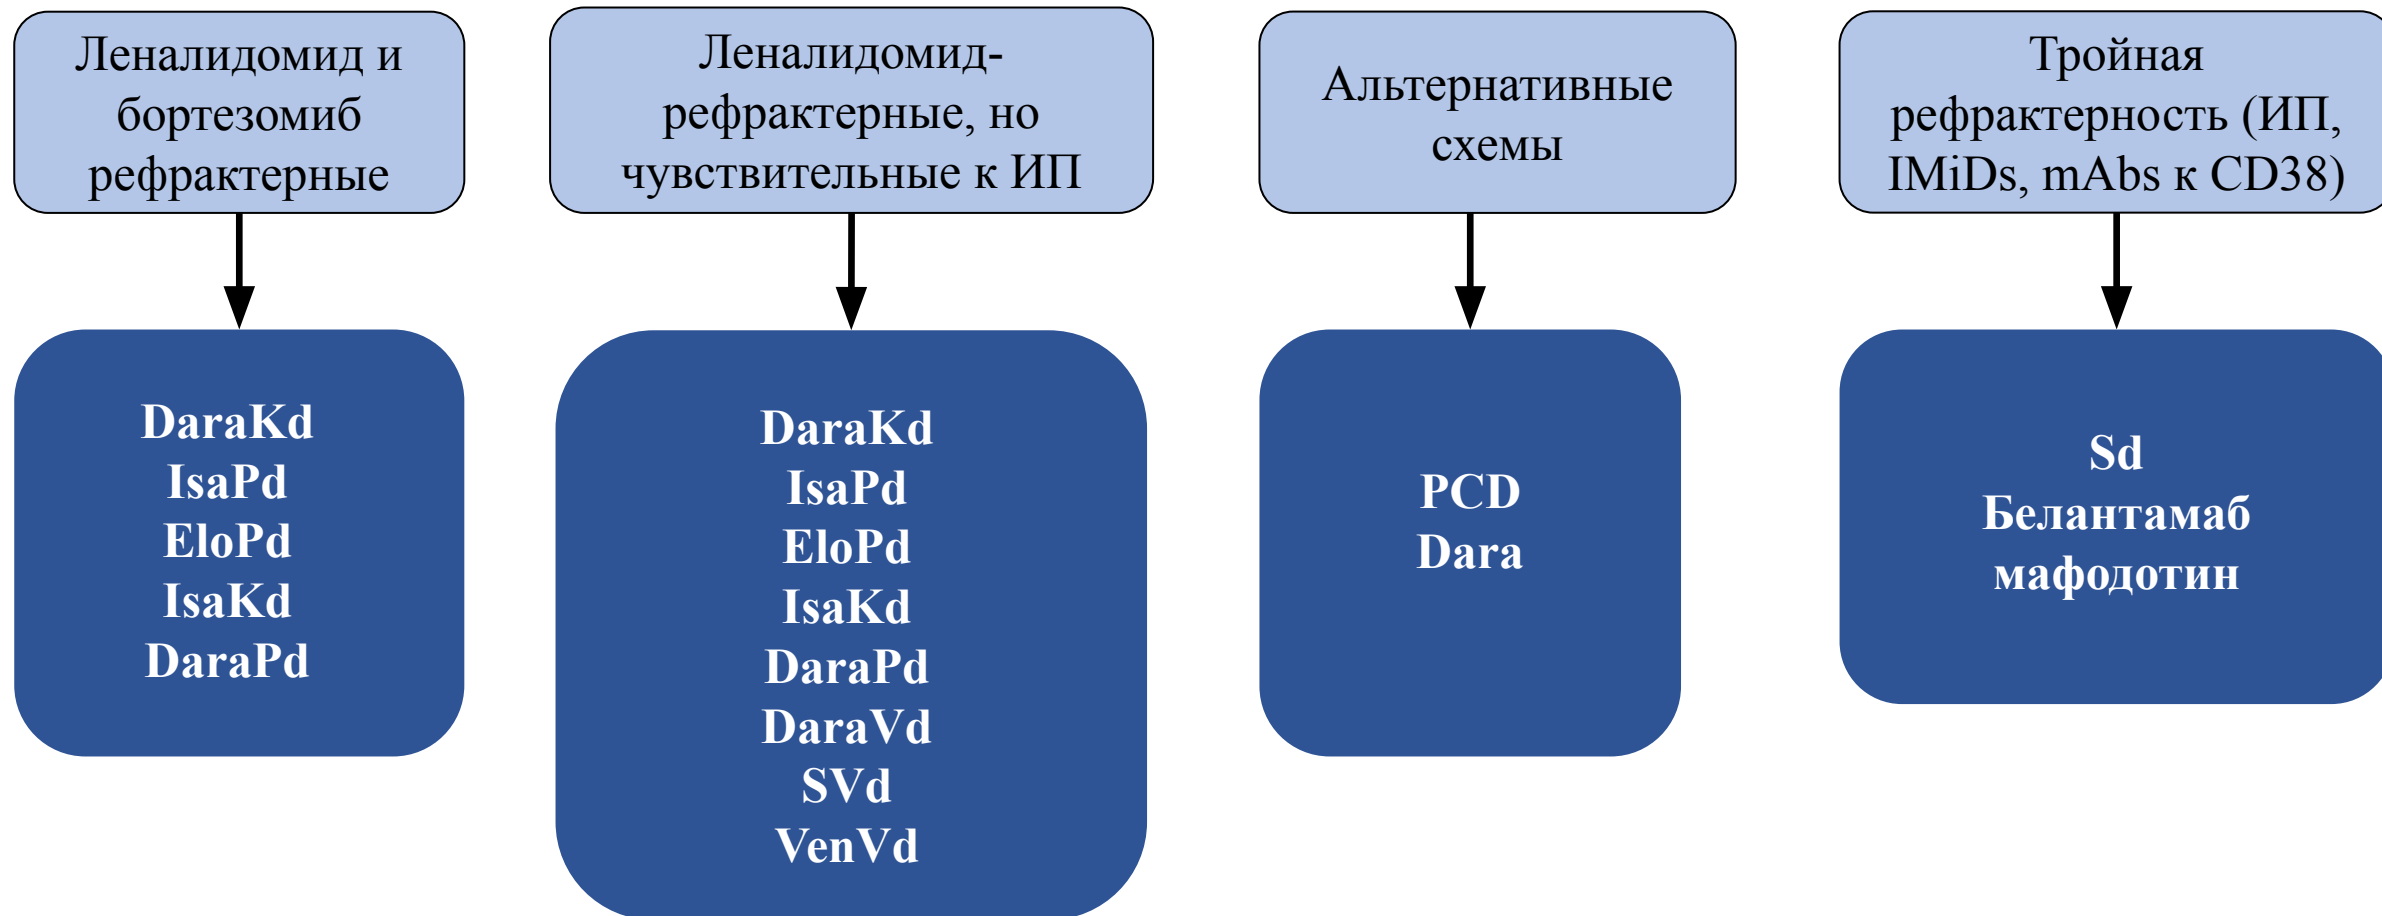 Леналидомид и
бортезомиб
рефрактерные
Леналидомид-
рефрактерные, но
чувствительные к ИП
Альтернативные
схемы
Тройная
рефрактерность (ИП,
IMiDs, mAbs к CD38)
DaraKd
IsaPd
EloPd
IsaKd
DaraPd
DaraKd
IsaPd
EloPd
IsaKd
DaraPd
DaraVd
SVd
VenVd
PCD
Dara
Sd
Белантамаб
мафодотин